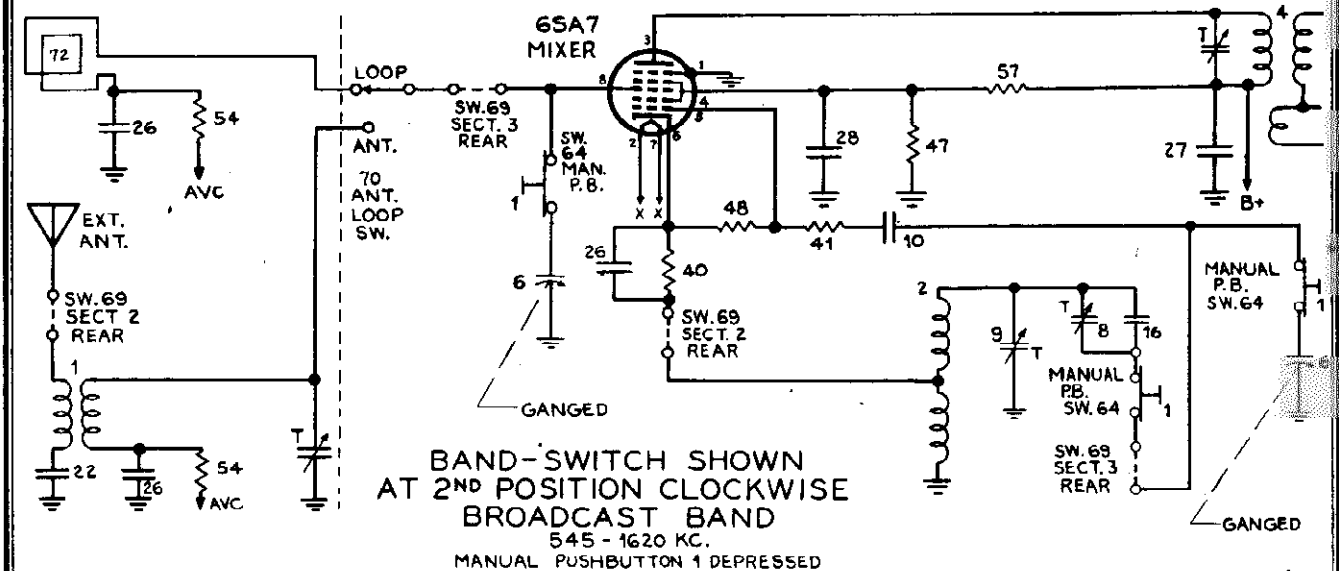 6SA7
MIXER
72
26
54
AVC
LOOP
ANT.
70
ANT.
LOOP
SW.
SW.69
SECT. 3
REAR
8
3
1
4
5
2
7
6
X X
SW.
64
MAN.
P.B.
1
6
GANGED
28
47
57
T
4
27
B+
EXT.
ANT.
SW.69
SECT 2
REAR
1
22
26
54
AVC
T
26
40
48
41
10
SW.69
SECT. 2
REAR
2
9
T
T
8
16
MANUAL
P.B.
SW.64
1
SW.69
SECT.3
REAR
MANUAL
P.B.
SW.64
1
GANGED
BAND-SWITCH SHOWN
AT 2ND POSITION CLOCKWISE
BROADCAST BAND
545 - 1620 KC.
MANUAL PUSHBUTTON 1 DEPRESSED